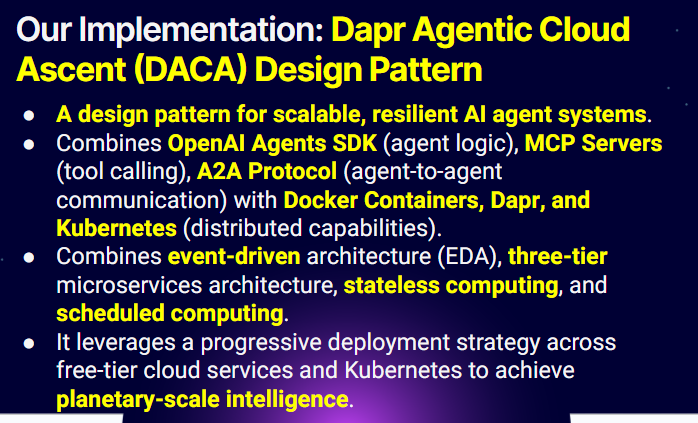 Our Implementation: Dapr Agentic Cloud
Ascent (DACA) Design Pattern
● A design pattern for scalable, resilient AI agent systems.
● Combines OpenAI Agents SDK (agent logic), MCP Servers
(tool calling), A2A Protocol (agent-to-agent
communication) with Docker Containers, Dapr, and
Kubernetes (distributed capabilities).
● Combines event-driven architecture (EDA), three-tier
microservices architecture, stateless computing, and
scheduled computing.
● It leverages a progressive deployment strategy across
free-tier cloud services and Kubernetes to achieve
planetary-scale intelligence.